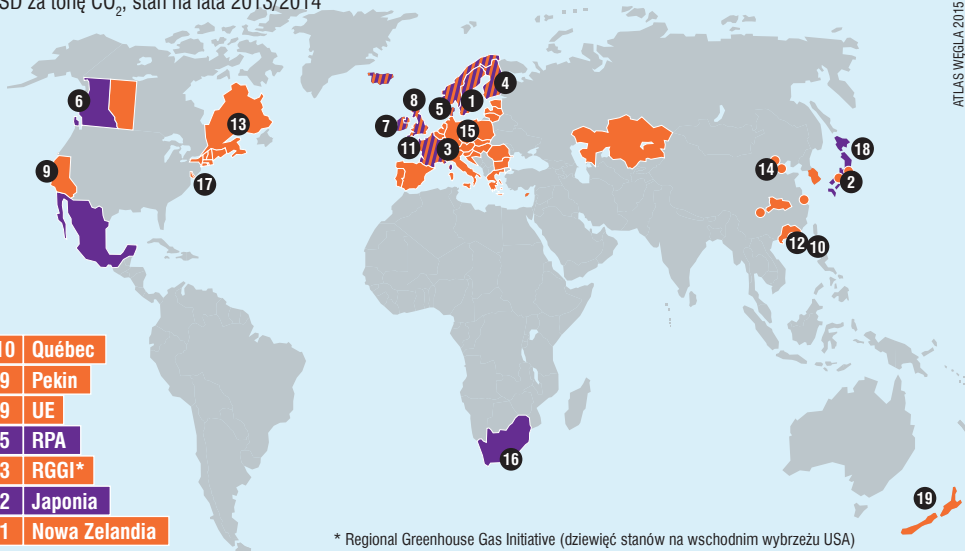 SD za tonę CO₂, stan na lata 2013/2014
ATLAS WĘGLA 2015
6
13
9
17
8
5
1
4
7
11
3
15
14
18
2
12
10
16
19
10 Québec
9 Pekin
9 UE
5 RPA
3 RGGI*
2 Japonia
1 Nowa Zelandia
* Regional Greenhouse Gas Initiative (dziewięć stanów na wschodnim wybrzeżu USA)